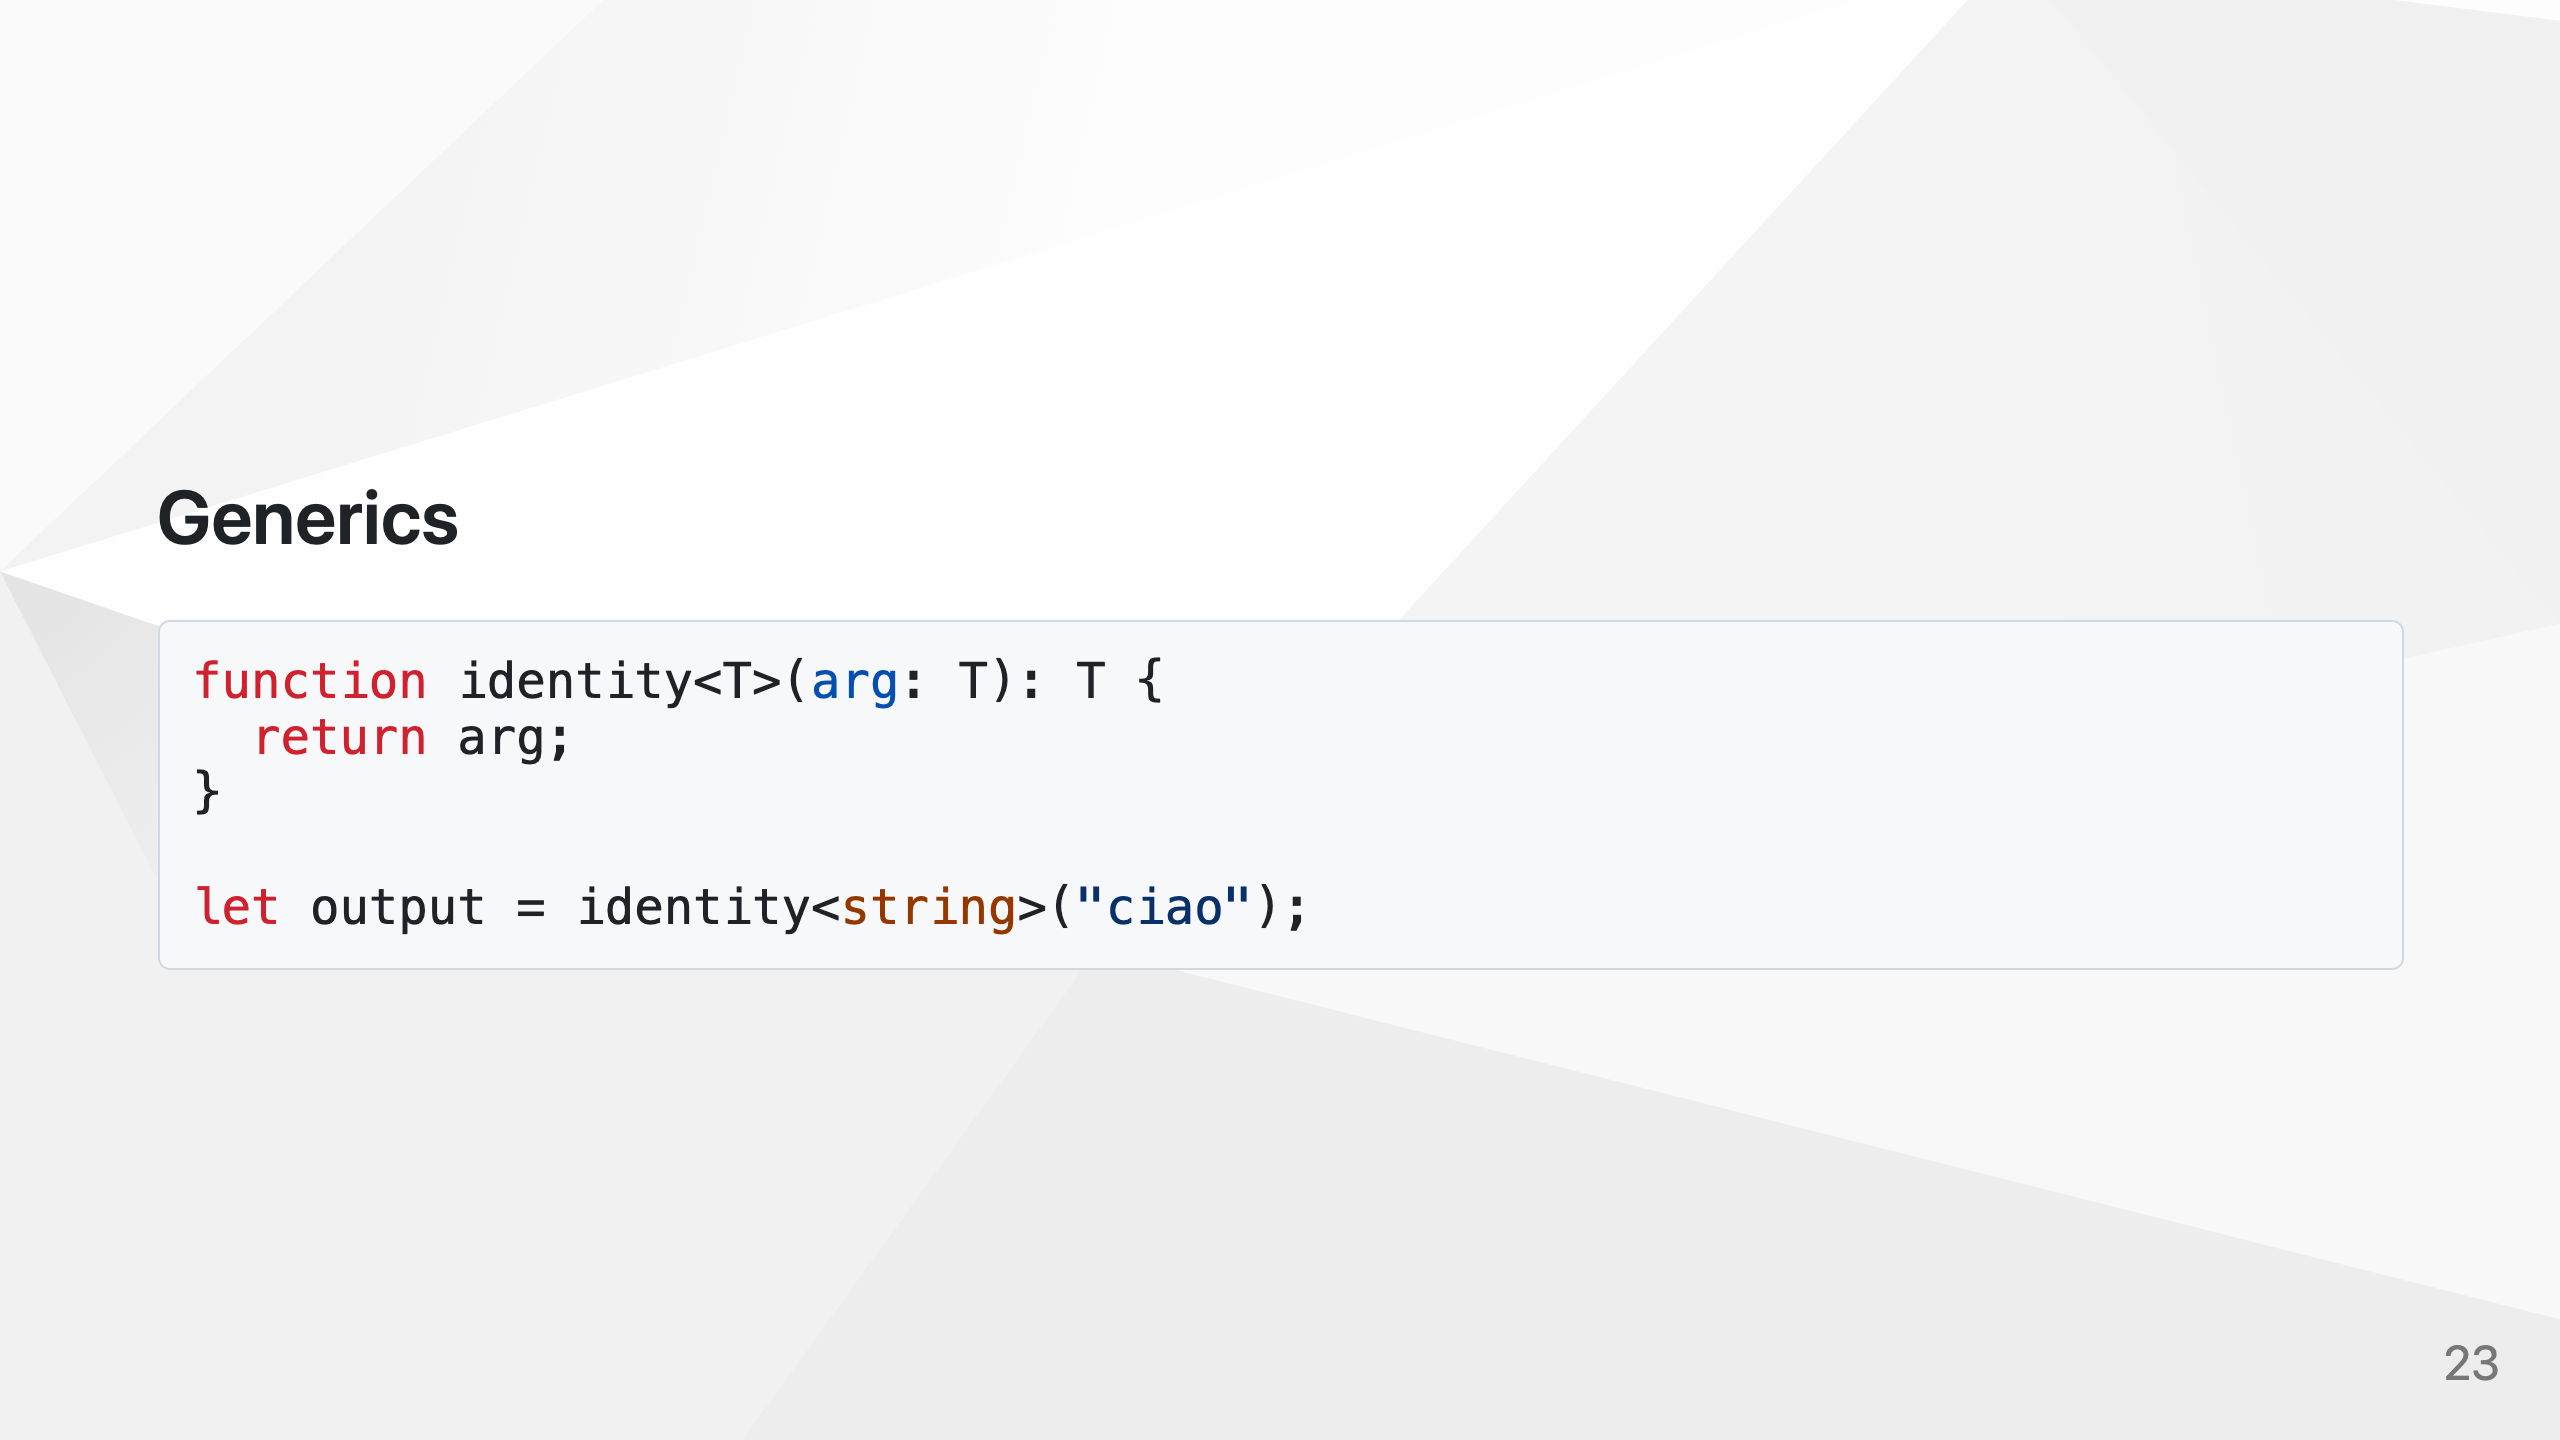 Generics
function identity<T>(arg: T): T {
  return arg;
}
let output = identity<string>("ciao");
23